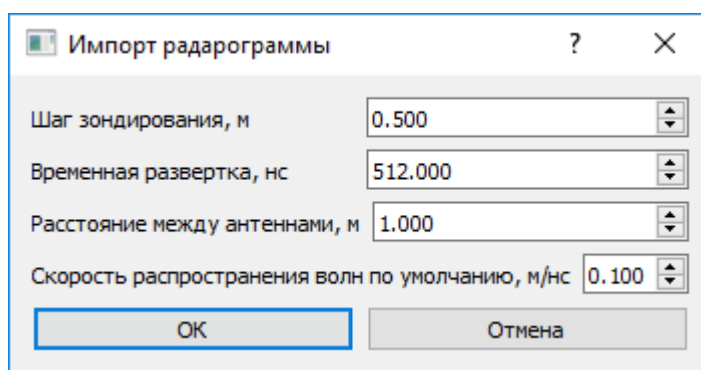 Импорт радарограммы ?
Шаг зондирования, м 0.500
Временная развертка, нс 512.000
Расстояние между антеннами, м 1.000
Скорость распространения волн по умолчанию, м/нс 0.100
OK Отмена